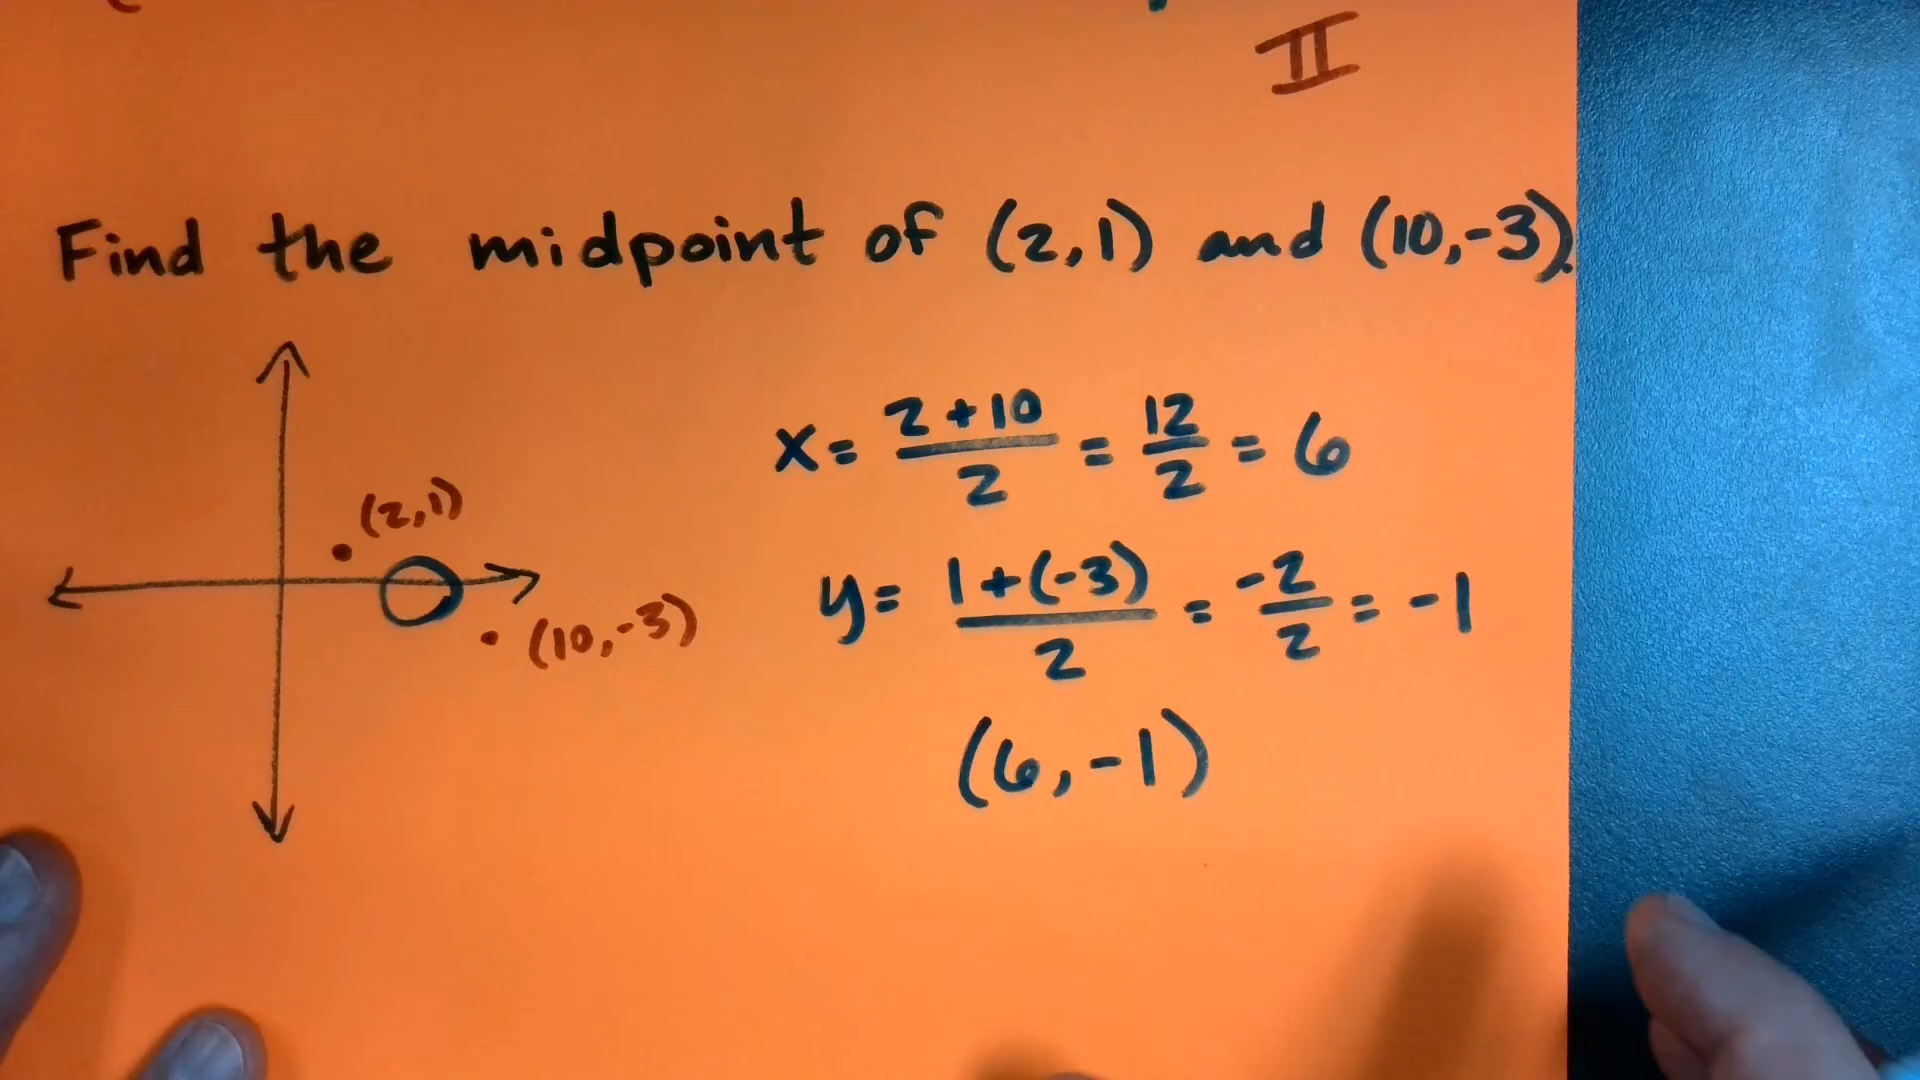 II
Find the midpoint of (2,1) and (10,-3).
(2,1)
(10,-3)
x = 2+10/2 = 12/2 = 6
y = 1+(-3)/2 = -2/2 = -1
(6,-1)